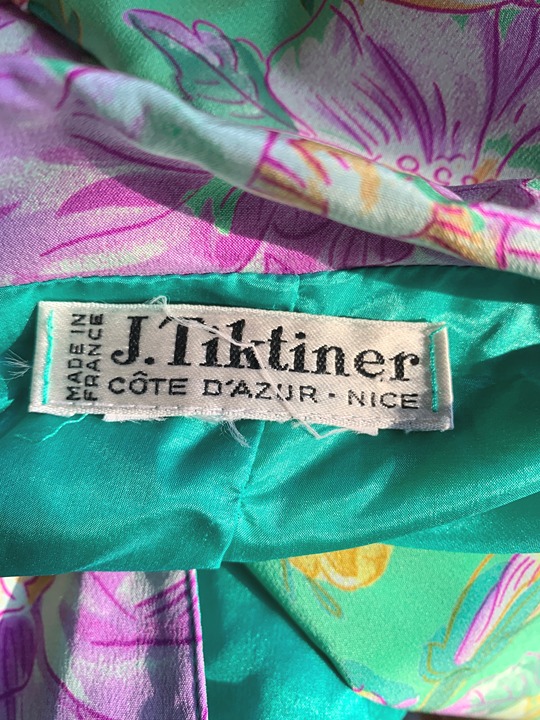 MADE IN
FRANCE
J. Tiktiner
CÔTE D'AZUR - NICE